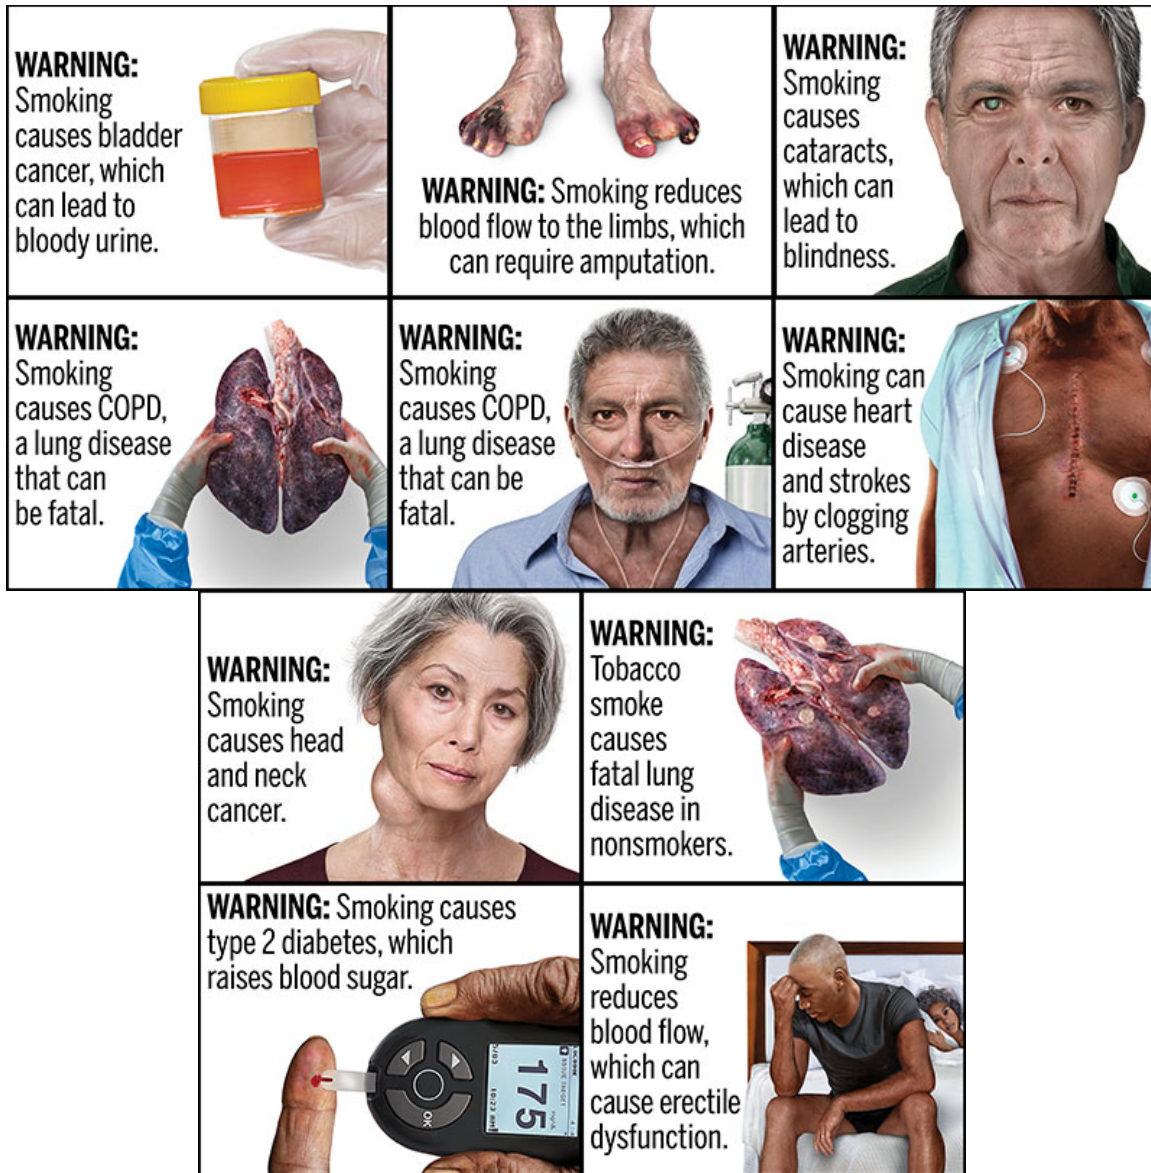 WARNING:
Smoking
causes bladder
cancer, which
can lead to
bloody urine.
WARNING: Smoking reduces
blood flow to the limbs, which
can require amputation.
WARNING:
Smoking
causes
cataracts,
which can
lead to
blindness.
WARNING:
Smoking
causes COPD,
a lung disease
that can
be fatal.
WARNING:
Smoking
causes COPD,
a lung disease
that can be
fatal.
WARNING:
Smoking can
cause heart
disease
and strokes
by clogging
arteries.
WARNING:
Smoking
causes head
and neck
cancer.
WARNING:
Tobacco
smoke
causes
fatal lung
disease in
nonsmokers.
WARNING: Smoking causes
type 2 diabetes, which
raises blood sugar.
175
mg/dL
10:23 AM
OK
WARNING:
Smoking
reduces
blood flow,
which can
cause erectile
dysfunction.